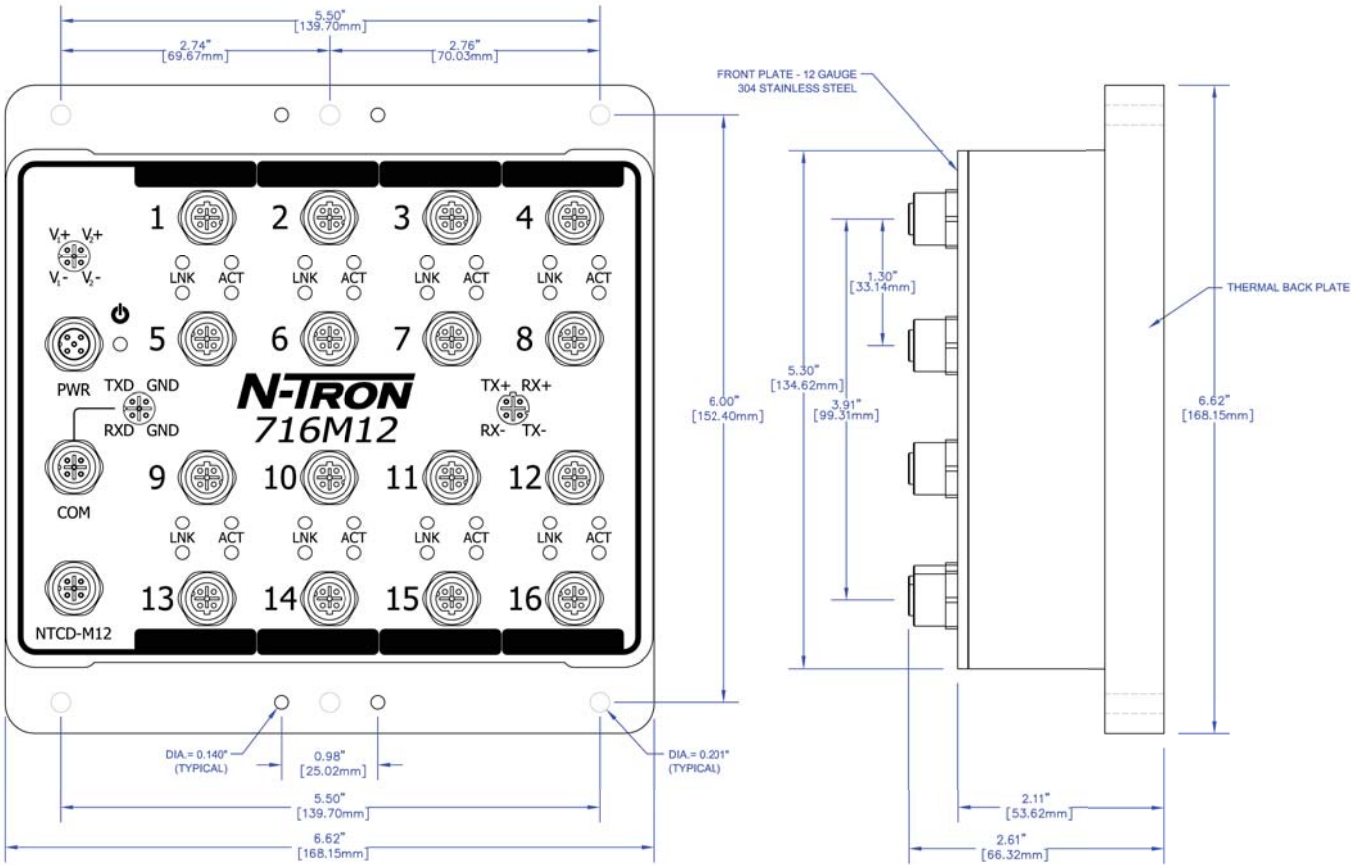 5.50"
[139.70mm]
2.74"
[69.67mm]
2.76"
[70.03mm]
FRONT PLATE - 12 GAUGE
304 STAINLESS STEEL
1 2 3 4
V1+ V2+
V1- V2-
LNK ACT LNK ACT LNK ACT LNK ACT
5 6 7 8
PWR
TXD GND
RXD GND
N-TRON
716M12
TX+ RX+
RX- TX-
9 10 11 12
COM
LNK ACT LNK ACT LNK ACT LNK ACT
13 14 15 16
NTCD-M12
6.00"
[152.40mm]
1.30"
[33.14mm]
5.30"
[134.62mm]
3.91"
[99.31mm]
THERMAL BACK PLATE
6.62"
[168.15mm]
DIA.= 0.140"
(TYPICAL)
0.98"
[25.02mm]
DIA.= 0.201"
(TYPICAL)
5.50"
[139.70mm]
6.62"
[168.15mm]
2.11"
[53.62mm]
2.61"
[66.32mm]